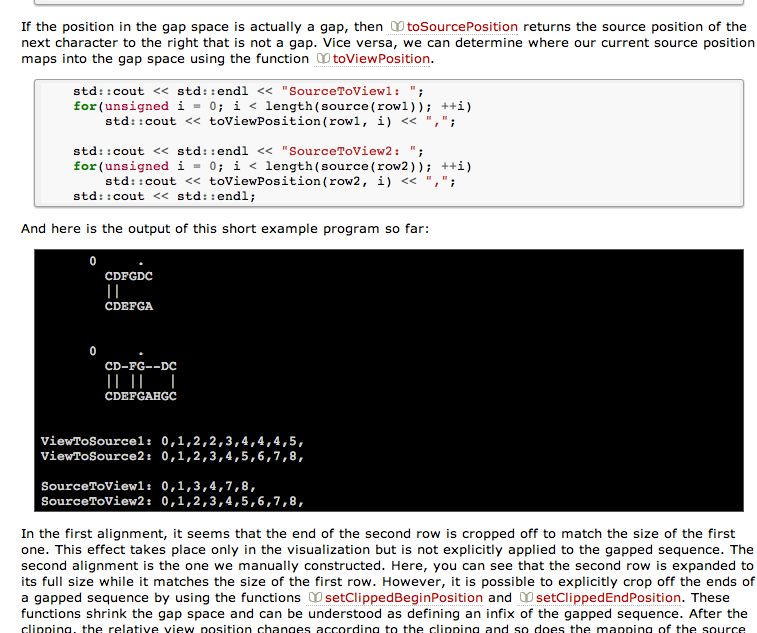 If the position in the gap space is actually a gap, then toSourcePosition returns the source position of the
next character to the right that is not a gap. Vice versa, we can determine where our current source position
maps into the gap space using the function toViewPosition.
std::cout << std::endl << "SourceToView1: ";
for(unsigned i = 0; i < length(source(row1)); ++i)
std::cout << toViewPosition(row1, i) << ",";
std::cout << std::endl << "SourceToView2: ";
for(unsigned i = 0; i < length(source(row2)); ++i)
std::cout << toViewPosition(row2, i) << ",";
std::cout << std::endl;
And here is the output of this short example program so far:
0 .
CDFGDC
||
CDEFGA
0 .
CD-FG--DC
|| || |
CDEFGAHGC
ViewToSource1: 0,1,2,2,3,4,4,4,5,
ViewToSource2: 0,1,2,3,4,5,6,7,8,
SourceToView1: 0,1,3,4,7,8,
SourceToView2: 0,1,2,3,4,5,6,7,8,
In the first alignment, it seems that the end of the second row is cropped off to match the size of the first
one. This effect takes place only in the visualization but is not explicitly applied to the gapped sequence. The
second alignment is the one we manually constructed. Here, you can see that the second row is expanded to
its full size while it matches the size of the first row. However, it is possible to explicitly crop off the ends of
a gapped sequence by using the functions setClippedBeginPosition and setClippedEndPosition. These
functions shrink the gap space and can be understood as defining an infix of the gapped sequence. After the
clipping, the relative view position changes according to the clipping and so does the mapping of the source